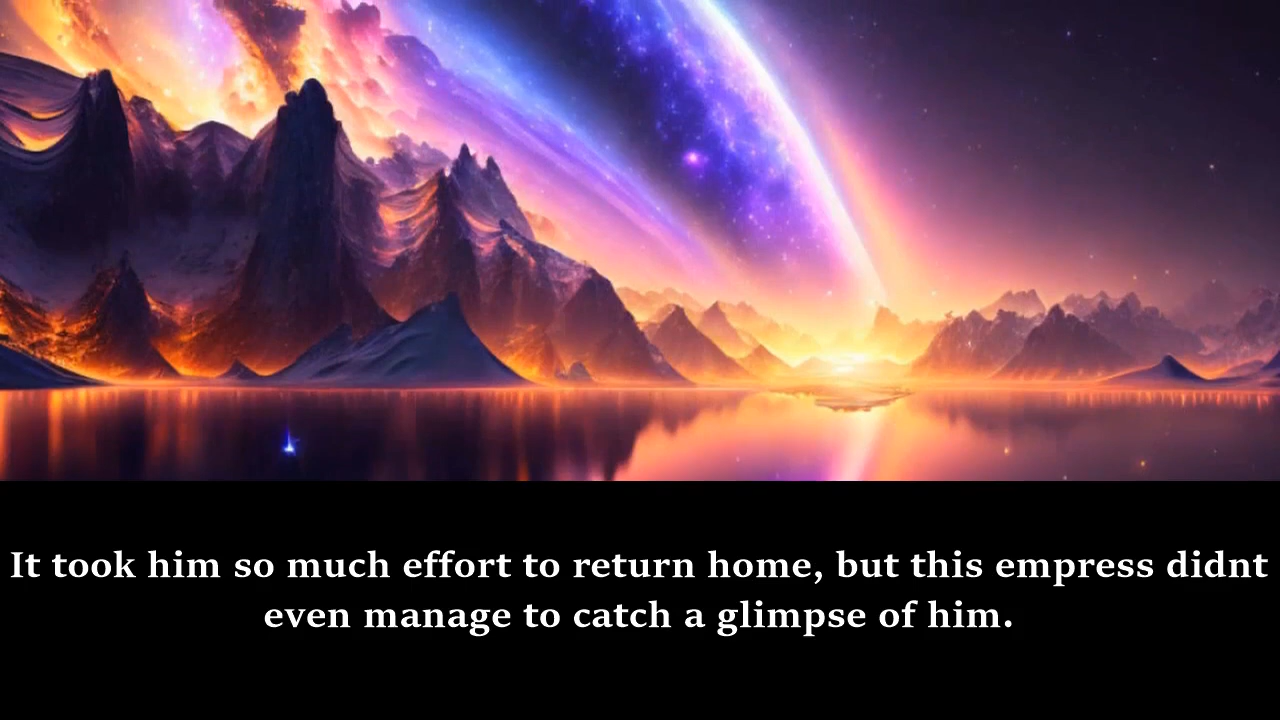 It took him so much effort to return home, but this empress didnt
even manage to catch a glimpse of him.